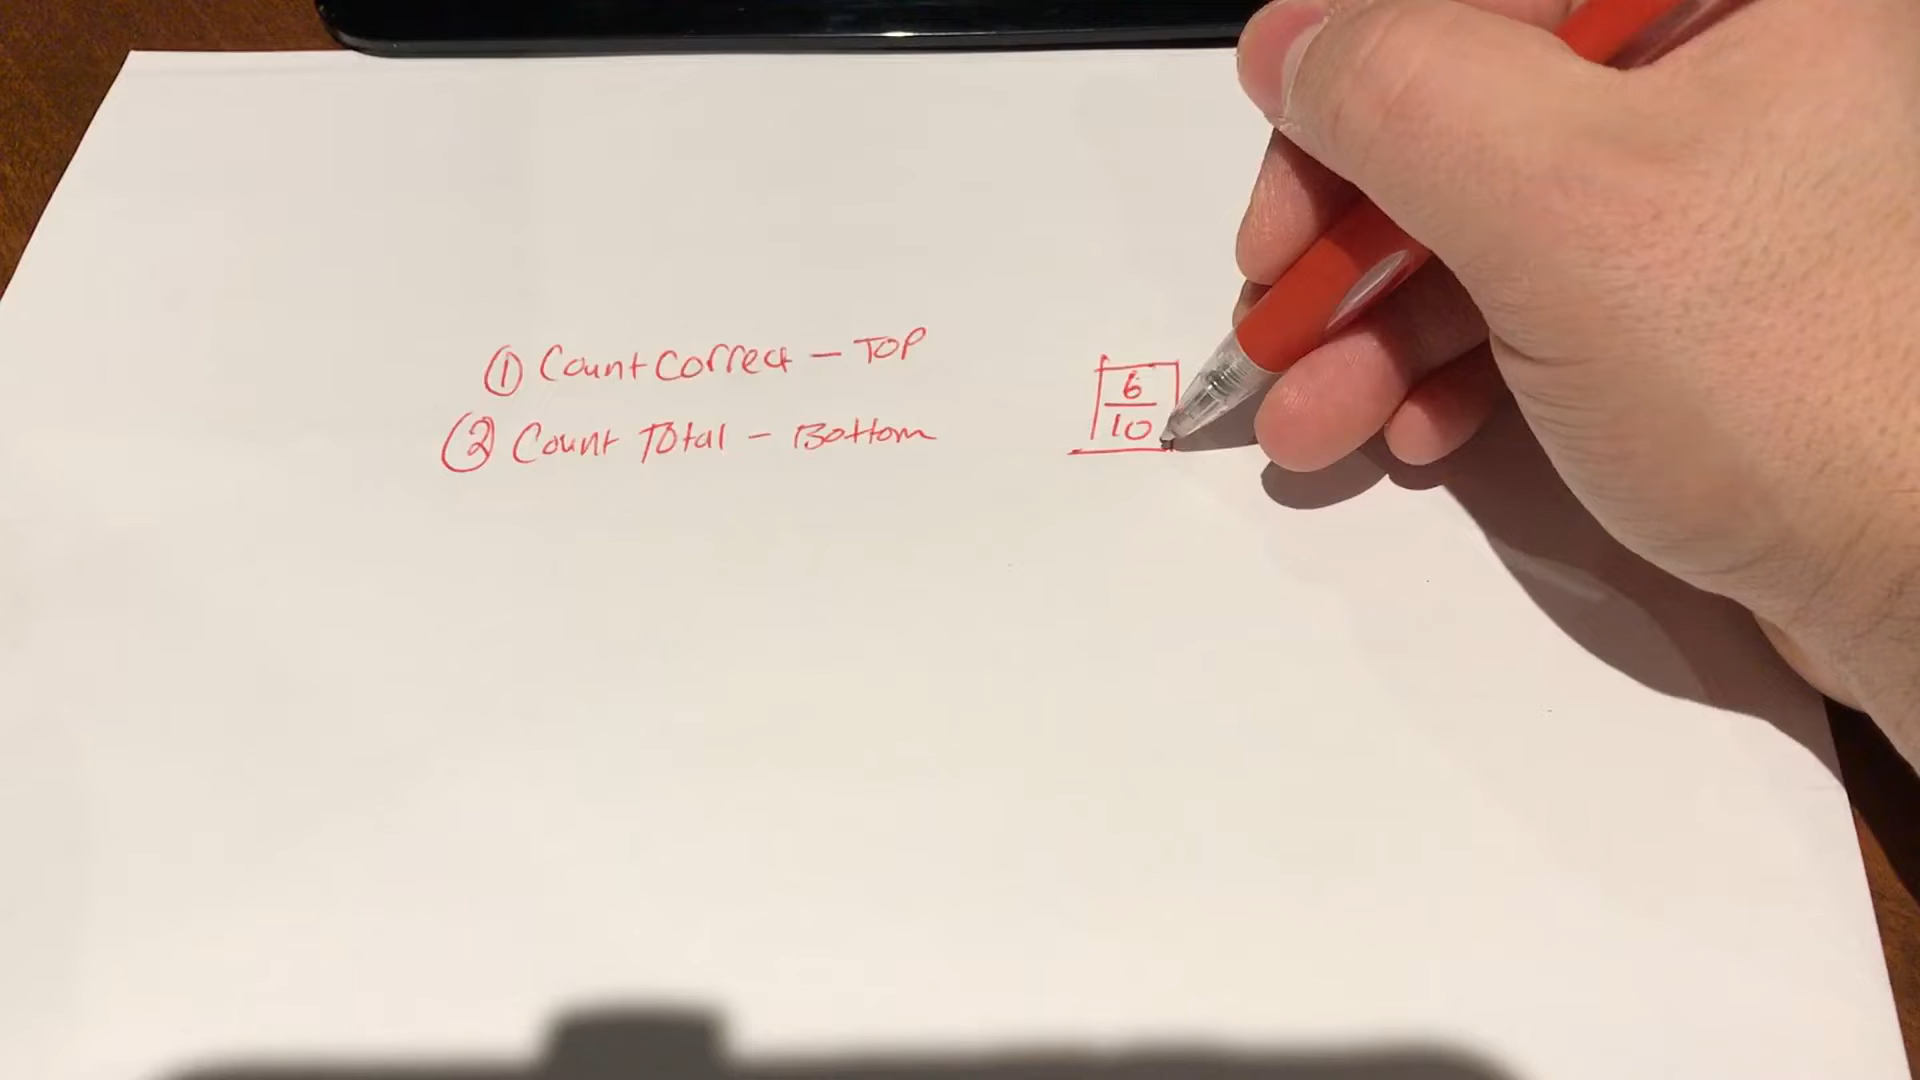 ① Count Correct – TOP
② Count Total – Bottom
6
10